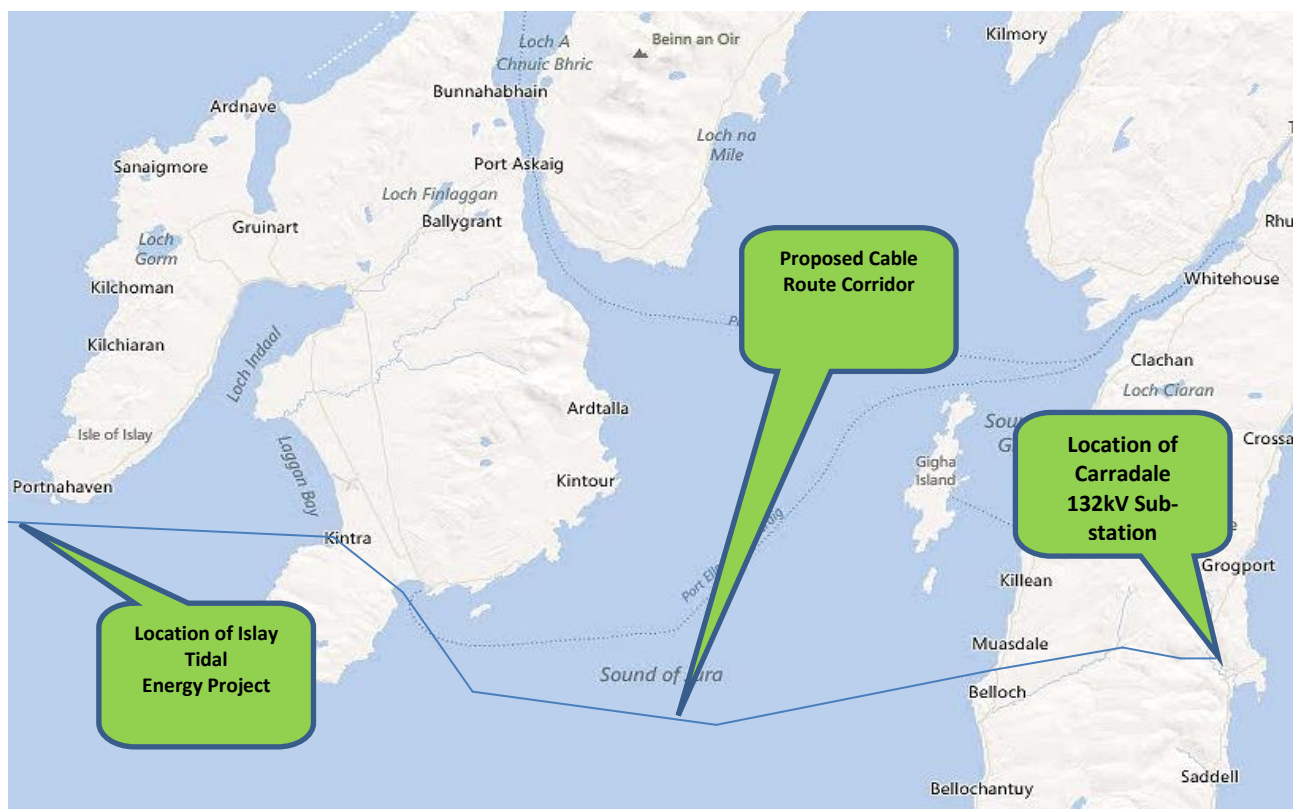 Loch A
Chnuic Bhric
Beinn an Oir
Kilmory
Bunnahabhain
Ardnave
Loch na
Mile
Sanaigmore
Port Askaig
Loch Finlaggan
Ballygrant
Gruinart
Loch
Gorm
Kilchoman
Rhu
Whitehouse
Proposed Cable
Route Corridor
Kilchiaran
Loch Indaal
Clachan
Loch Ciaran
Ardtalla
Isle of Islay
Sou
G
Crossa
Location of
Carradale
132kV Sub-
station
Gigha
Island
Portnahaven
Laggan Bay
Kintour
Kintra
Port Elle
Killean
Grogport
Location of Islay
Tidal
Energy Project
Muasdale
Sound of Jura
Belloch
Saddell
Bellochantuy